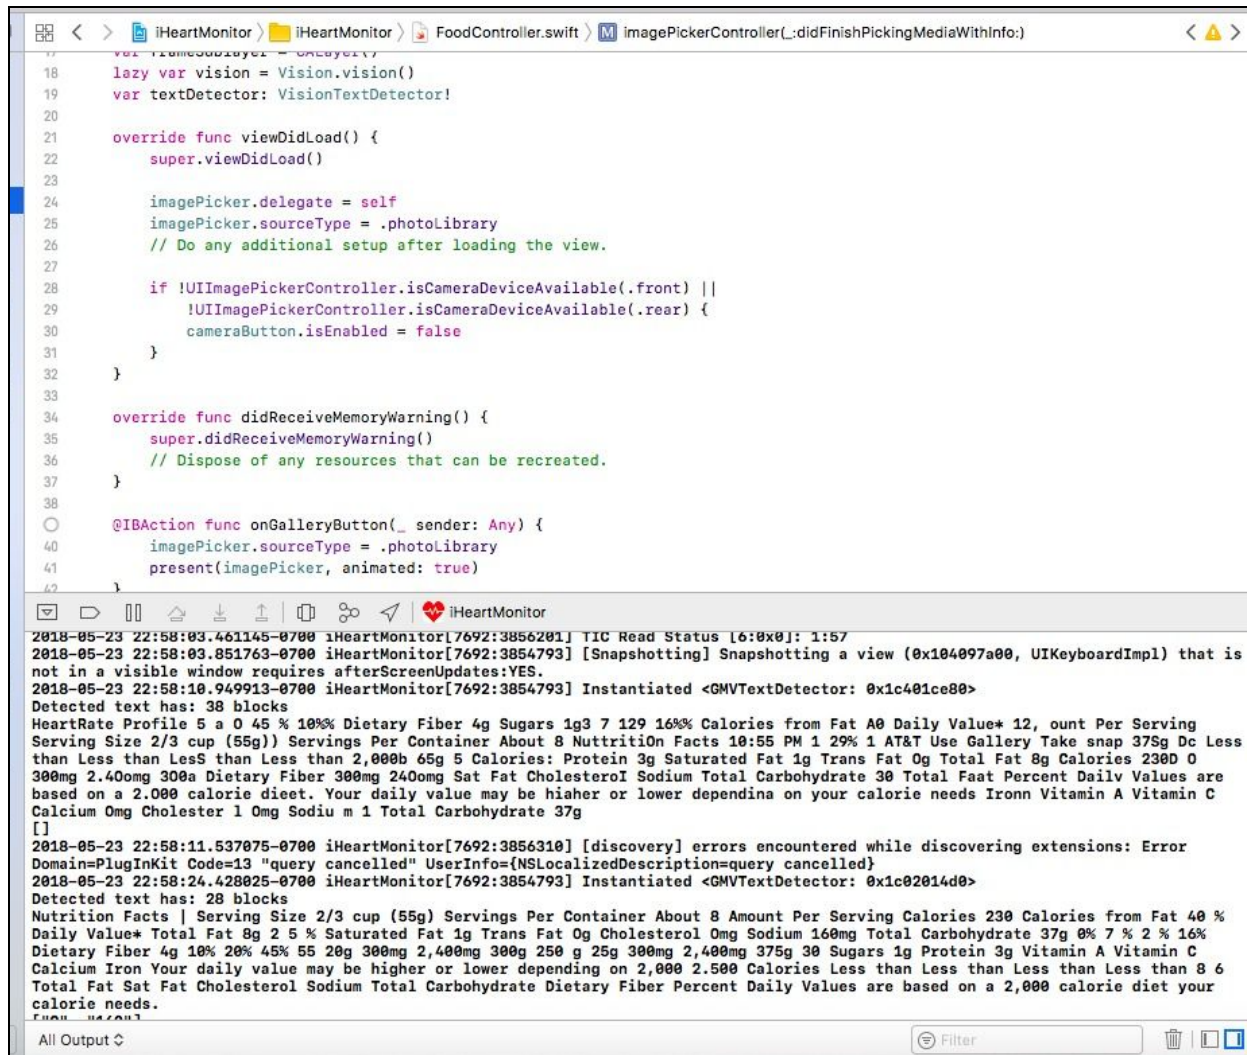 iHeartMonitor iHeartMonitor FoodController.swift M imagePickerController(_:didFinishPickingMediaWithInfo:)
17 var frameSublayer = CALayer()
18 lazy var vision = Vision.vision()
19 var textDetector: VisionTextDetector!
20
21 override func viewDidLoad() {
22 super.viewDidLoad()
23
24 imagePicker.delegate = self
25 imagePicker.sourceType = .photoLibrary
26 // Do any additional setup after loading the view.
27
28 if !UIImagePickerController.isCameraDeviceAvailable(.front) ||
29 !UIImagePickerController.isCameraDeviceAvailable(.rear) {
30 cameraButton.isEnabled = false
31 }
32 }
33
34 override func didReceiveMemoryWarning() {
35 super.didReceiveMemoryWarning()
36 // Dispose of any resources that can be recreated.
37 }
38
@IBAction func onGalleryButton(_ sender: Any) {
40 imagePicker.sourceType = .photoLibrary
41 present(imagePicker, animated: true)
42 }
iHeartMonitor
2018-05-23 22:58:03.461145-0700 iHeartMonitor[7692:3856201] TIC Read Status [6:0x0]: 1:57
2018-05-23 22:58:03.851763-0700 iHeartMonitor[7692:3854793] [Snapshotting] Snapshotting a view (0x104097a00, UIKeyboardImpl) that is
not in a visible window requires afterScreenUpdates:YES.
2018-05-23 22:58:10.949913-0700 iHeartMonitor[7692:3854793] Instantiated <GMVTextDetector: 0x1c401ce80>
Detected text has: 38 blocks
HeartRate Profile 5 a O 45 % 10%% Dietary Fiber 4g Sugars 1g3 7 129 16%% Calories from Fat A0 Daily Value* 12, ount Per Serving
Serving Size 2/3 cup (55g)) Servings Per Container About 8 NuttritiOn Facts 10:55 PM 1 29% 1 AT&T Use Gallery Take snap 37Sg Dc Less
than Less than LesS than Less than 2,000b 65g 5 Calories: Protein 3g Saturated Fat 1g Trans Fat Og Total Fat 8g Calories 230D O
300mg 2.4Oomg 3O0a Dietary Fiber 300mg 24Oomg Sat Fat CholesteroI Sodium Total Carbohydrate 30 Total Faat Percent Dailv Values are
based on a 2.O00 calorie dieet. Your daily value may be hiaher or lower dependina on your calorie needs Ironn Vitamin A Vitamin C
Calcium Omg Cholester l Omg Sodiu m 1 Total Carbohydrate 37g
[]
2018-05-23 22:58:11.537075-0700 iHeartMonitor[7692:3856310] [discovery] errors encountered while discovering extensions: Error
Domain=PlugInKit Code=13 "query cancelled" UserInfo={NSLocalizedDescription=query cancelled}
2018-05-23 22:58:24.428025-0700 iHeartMonitor[7692:3854793] Instantiated <GMVTextDetector: 0x1c02014d0>
Detected text has: 28 blocks
Nutrition Facts | Serving Size 2/3 cup (55g) Servings Per Container About 8 Amount Per Serving Calories 230 Calories from Fat 40 %
Daily Value* Total Fat 8g 2 5 % Saturated Fat 1g Trans Fat Og Cholesterol Omg Sodium 160mg Total Carbohydrate 37g 0% 7 % 2 % 16%
Dietary Fiber 4g 10% 20% 45% 55 20g 300mg 2,400mg 300g 250 g 25g 300mg 2,400mg 375g 30 Sugars 1g Protein 3g Vitamin A Vitamin C
Calcium Iron Your daily value may be higher or lower depending on 2,000 2.500 Calories Less than Less than Less than Less than 8 6
Total Fat Sat Fat Cholesterol Sodium Total Carbohydrate Dietary Fiber Percent Daily Values are based on a 2,000 calorie diet your
calorie needs.
All Output
Filter